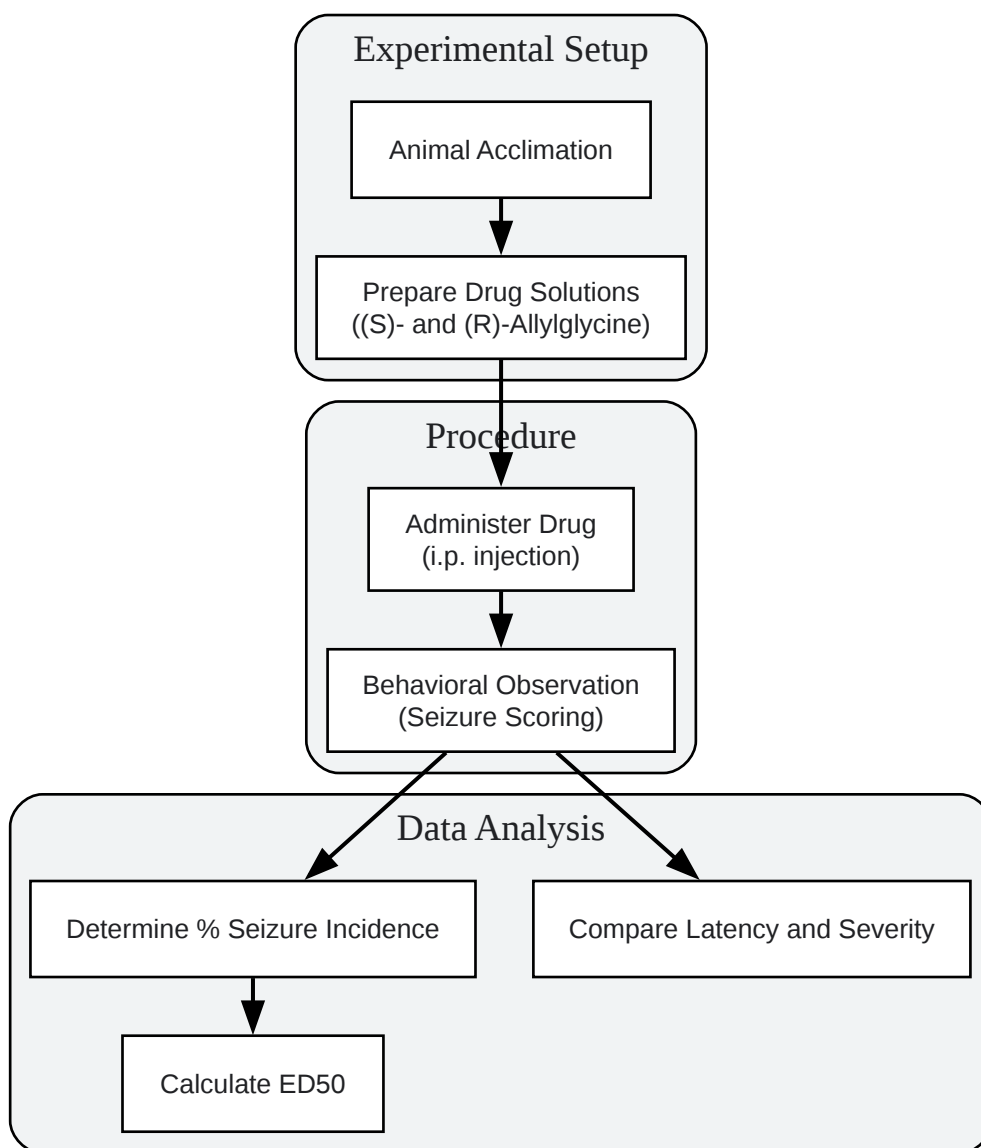 Experimental Setup
Animal Acclimation
Prepare Drug Solutions
((S)- and (R)-Allylglycine)
Procedure
Administer Drug
(i.p. injection)
Behavioral Observation
(Seizure Scoring)
Data Analysis
Determine % Seizure Incidence
Compare Latency and Severity
Calculate ED50